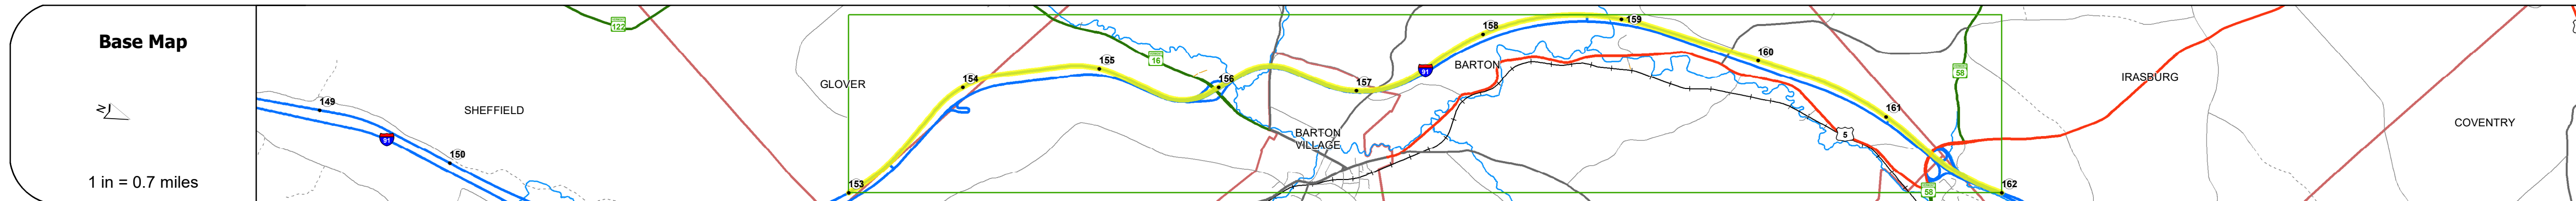 Base Map
N
1 in = 0.7 miles
149
91
150
SHEFFIELD
122
GLOVER
153
154
155
16
156
157
BARTON
VILLAGE
91
BARTON
158
159
160
161
5
58
58
162
IRASBURG
COVENTRY